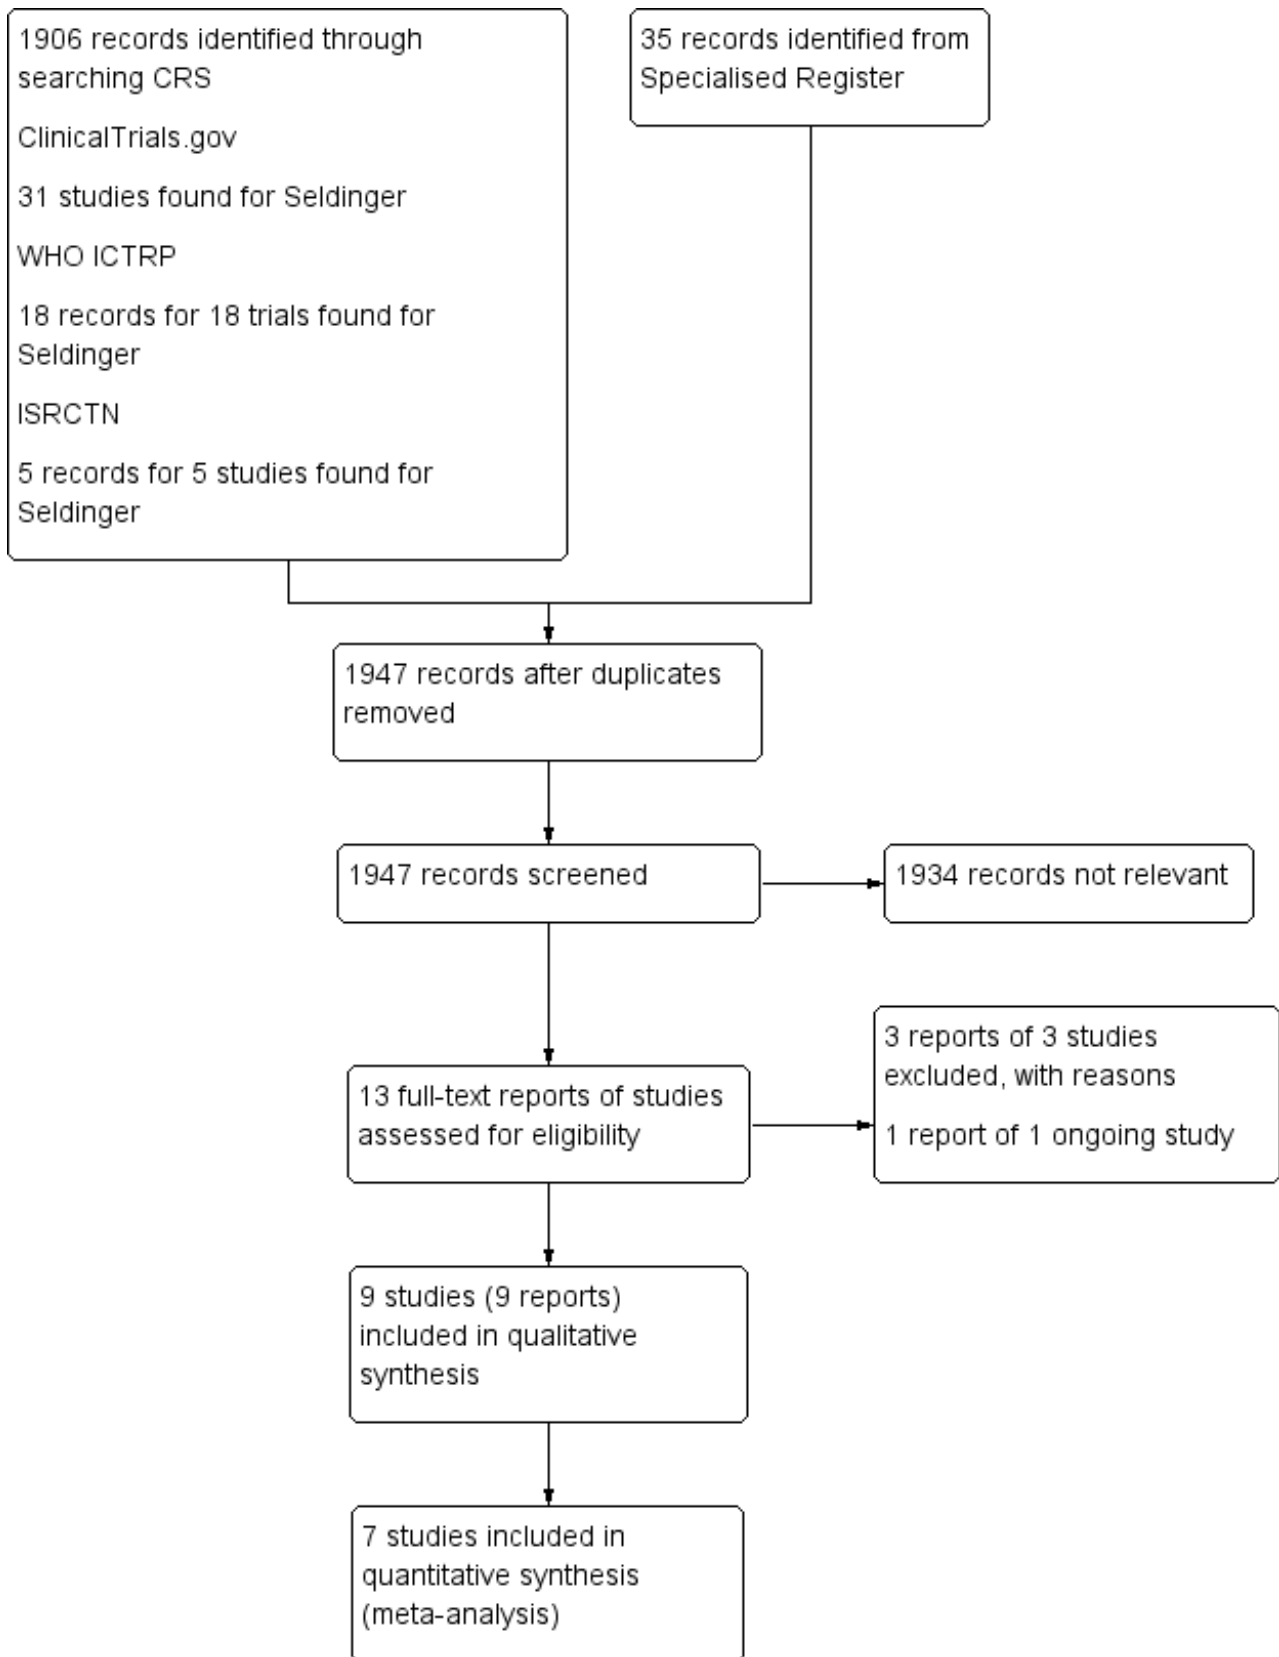 1906 records identified through
searching CRS
ClinicalTrials.gov
31 studies found for Seldinger
WHO ICTRP
18 records for 18 trials found for
Seldinger
ISRCTN
5 records for 5 studies found for
Seldinger
35 records identified from
Specialised Register
1947 records after duplicates
removed
1947 records screened
1934 records not relevant
13 full-text reports of studies
assessed for eligibility
3 reports of 3 studies
excluded, with reasons
1 report of 1 ongoing study
9 studies (9 reports)
included in qualitative
synthesis
7 studies included in
quantitative synthesis
(meta-analysis)